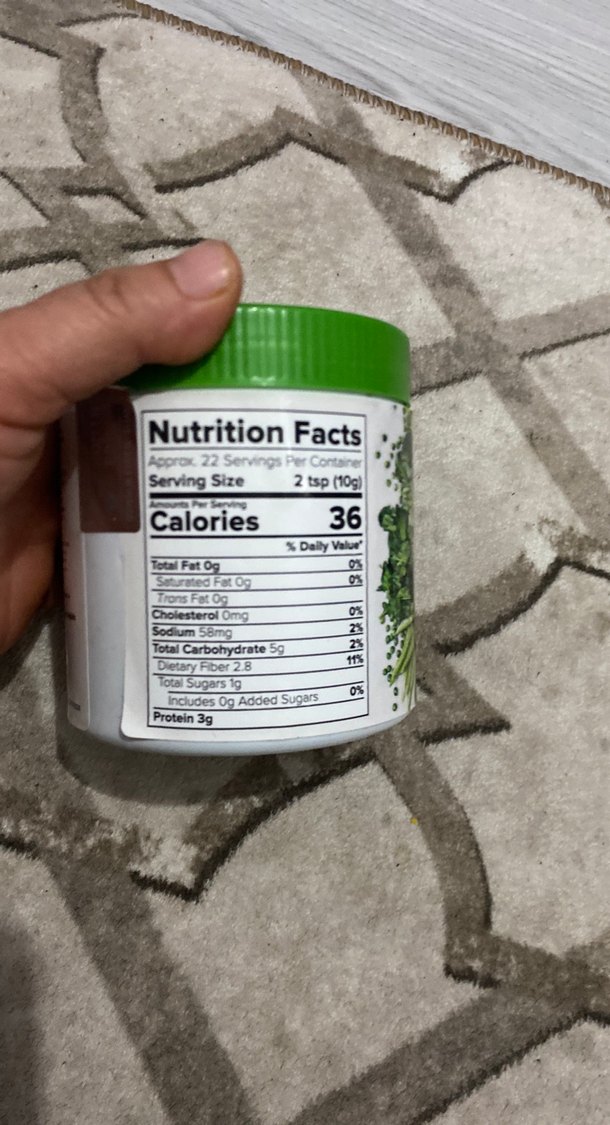 Nutrition Facts
Approx. 22 Servings Per Container
Serving Size 2 tsp (10g)
Amounts Per Serving
Calories 36
% Daily Value*
Total Fat 0g 0%
Saturated Fat 0g 0%
Trans Fat 0g
Cholesterol 0mg 0%
Sodium 58mg 2%
Total Carbohydrate 5g 2%
Dietary Fiber 2.8 11%
Total Sugars 1g
Includes 0g Added Sugars 0%
Protein 3g